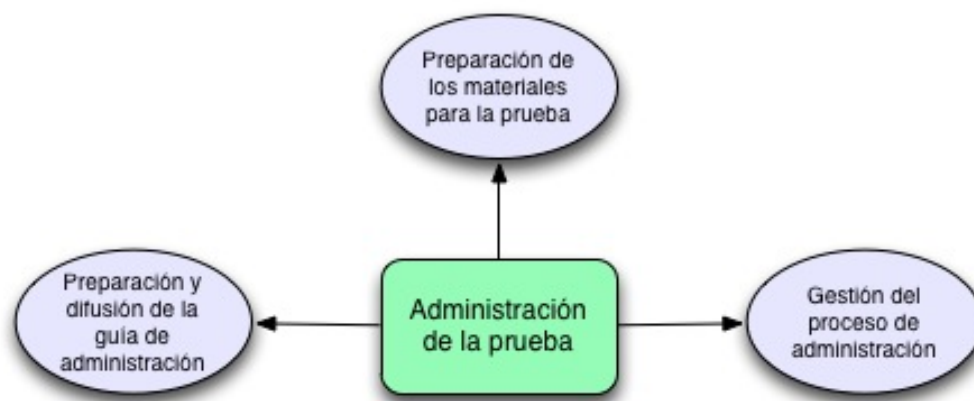 Preparación de
los materiales
para la prueba
Preparación y
difusión de la
guía de
administración
Administración
de la prueba
Gestión del
proceso de
administración